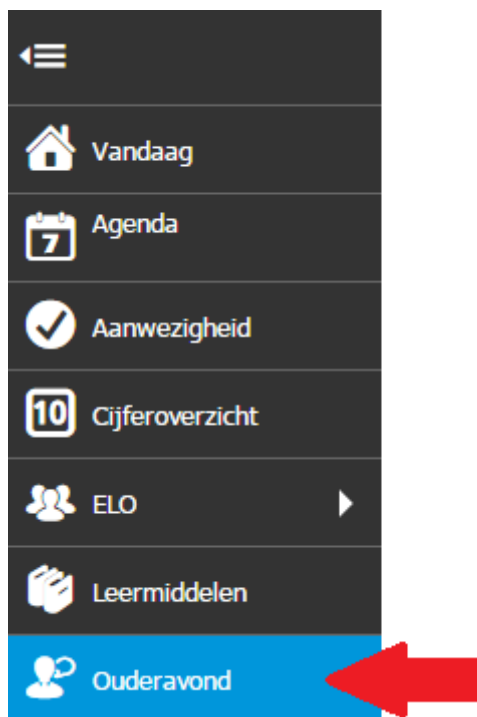 Vandaag
7
Agenda
Aanwezigheid
10
Cijferoverzicht
ELO
Leermiddelen
Ouderavond